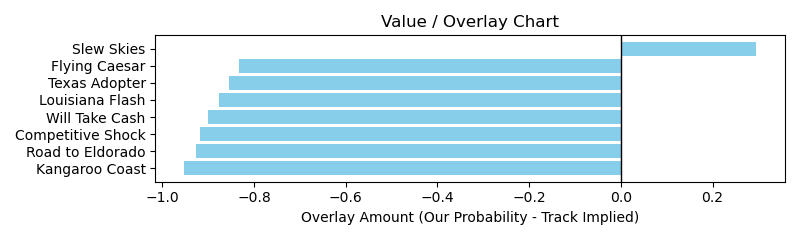 Value / Overlay Chart
Slew Skies
Flying Caesar
Texas Adopter
Louisiana Flash
Will Take Cash
Competitive Shock
Road to Eldorado
Kangaroo Coast
−1.0 −0.8 −0.6 −0.4 −0.2 0.0 0.2
Overlay Amount (Our Probability - Track Implied)